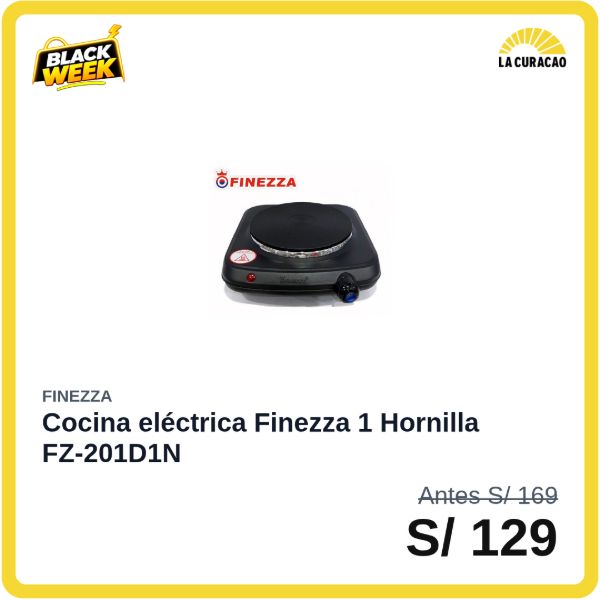 BLACK
WEEK
LA CURACAO
FINEZZA
FINEZZA
Cocina eléctrica Finezza 1 Hornilla
FZ-201D1N
Antes S/ 169
S/ 129